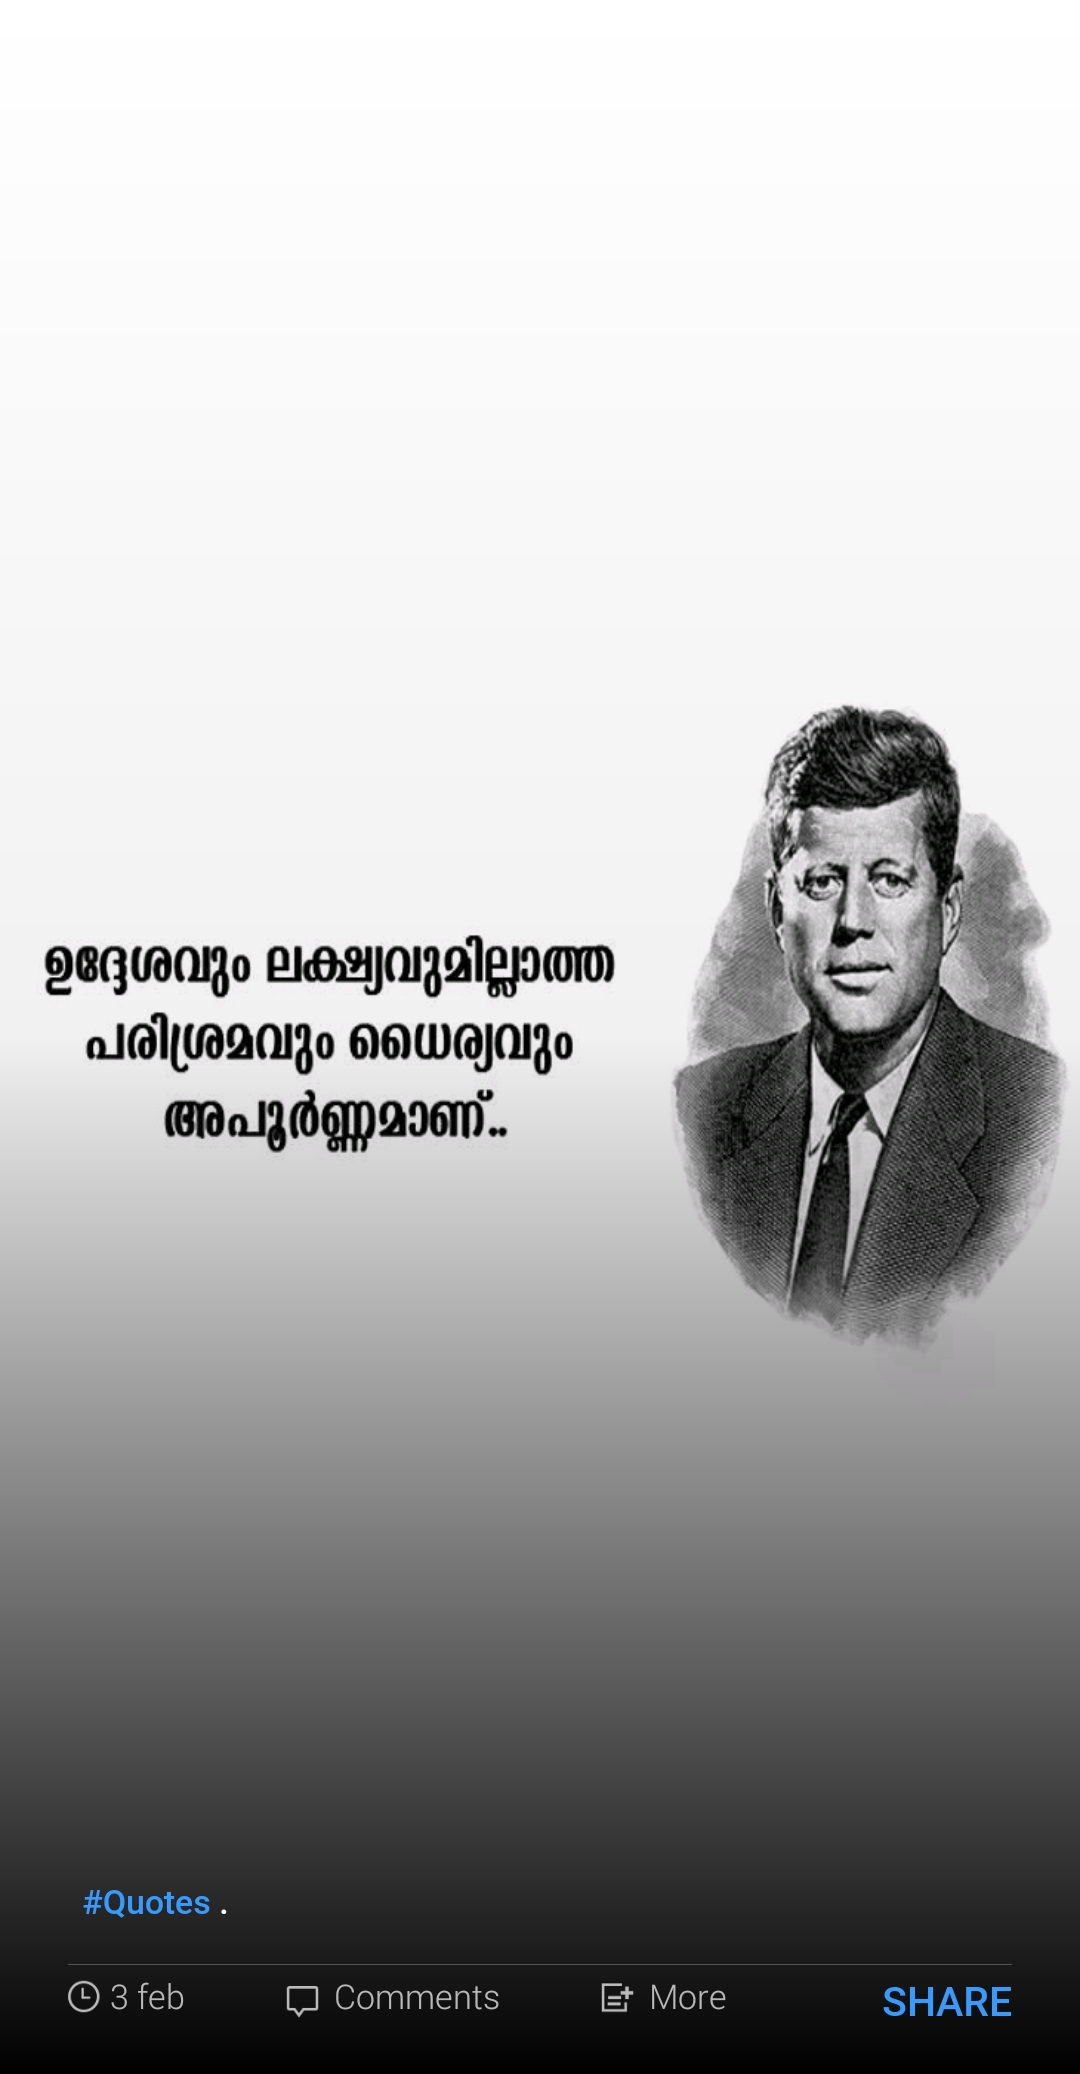 ഉദ്ദേശവും ലക്ഷ്യവുമില്ലാത്ത
പരിശ്രമവും ധൈര്യവും
അപൂർണ്ണമാണ്..
#Quotes .
3 feb
Comments
More
SHARE